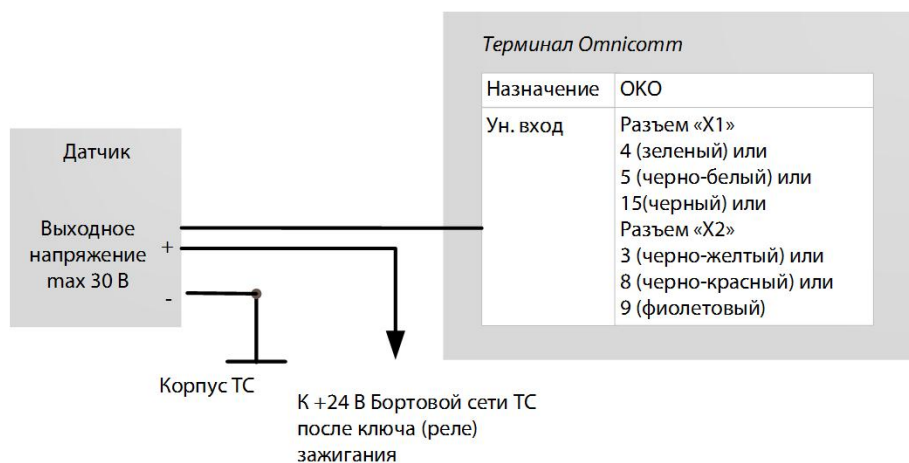 Терминал Omnicomm
Назначение
ОКО
Ун. вход
Разъем «X1»
4 (зеленый) или
5 (черно-белый) или
15(черный) или
Разъем «X2»
3 (черно-желтый) или
8 (черно-красный) или
9 (фиолетовый)
Датчик
Выходное
напряжение
max 30 В
+
-
Корпус ТС
К +24 В Бортовой сети ТС
после ключа (реле)
зажигания